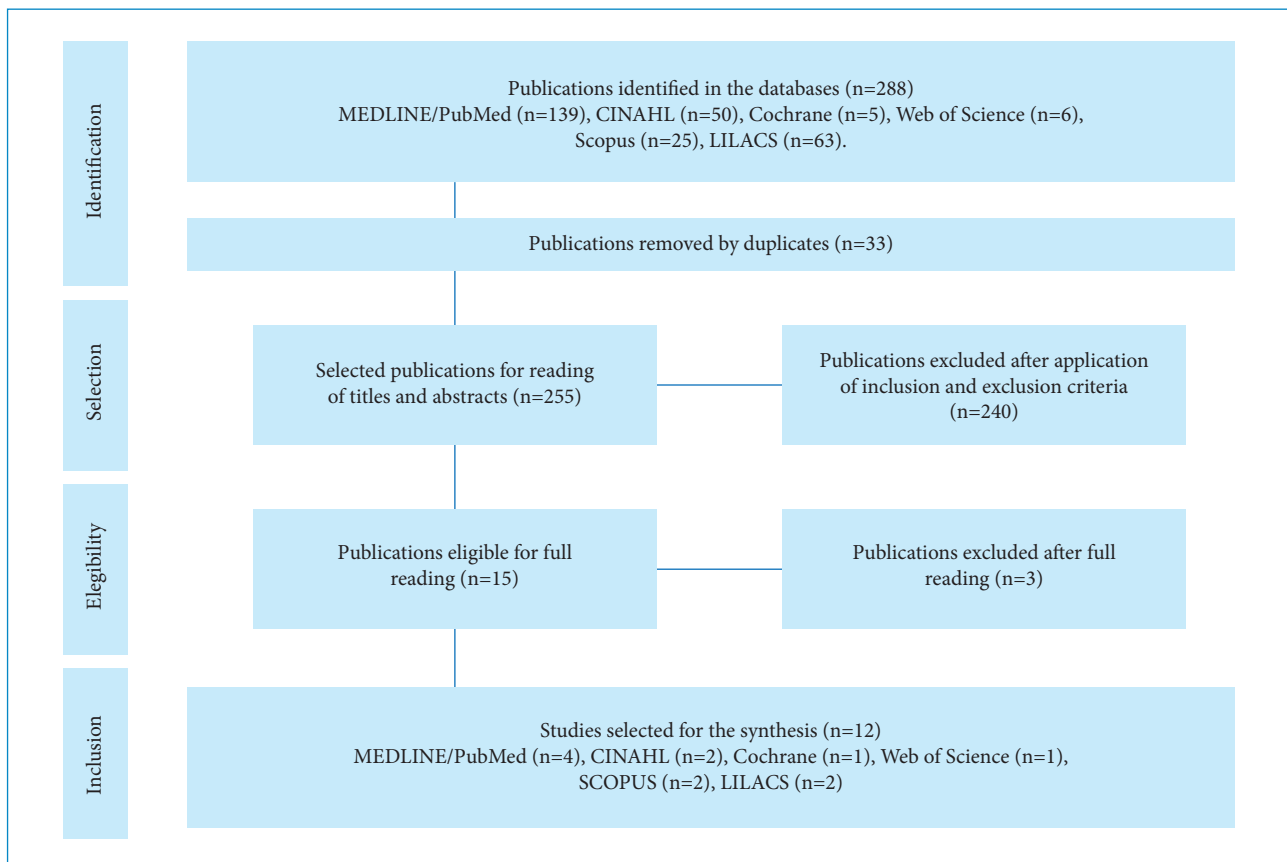 Identification
Publications identified in the databases (n=288)
MEDLINE/PubMed (n=139), CINAHL (n=50), Cochrane (n=5), Web of Science (n=6),
Scopus (n=25), LILACS (n=63).
Publications removed by duplicates (n=33)
Selection
Selected publications for reading
of titles and abstracts (n=255)
Publications excluded after application
of inclusion and exclusion criteria
(n=240)
Elegibility
Publications eligible for full
reading (n=15)
Publications excluded after full
reading (n=3)
Inclusion
Studies selected for the synthesis (n=12)
MEDLINE/PubMed (n=4), CINAHL (n=2), Cochrane (n=1), Web of Science (n=1),
SCOPUS (n=2), LILACS (n=2)